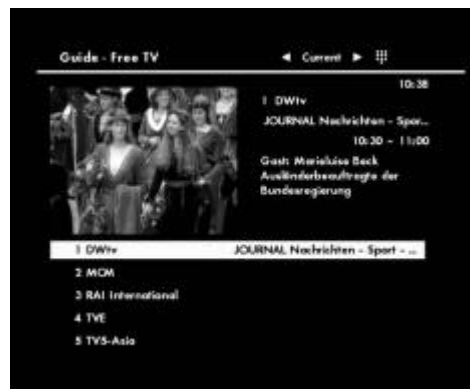 Guide - Free TV
◄ Current ►
10:38
1 DWtv
JOURNAL Nachrichten - Spor...
10:30 - 11:00
Gast: Marieluise Beck
Ausländerbeauftragte der
Bundesregierung
1 DWtv JOURNAL Nachrichten - Sport - ...
2 MCM
3 RAI International
4 TVE
5 TV5-Asia